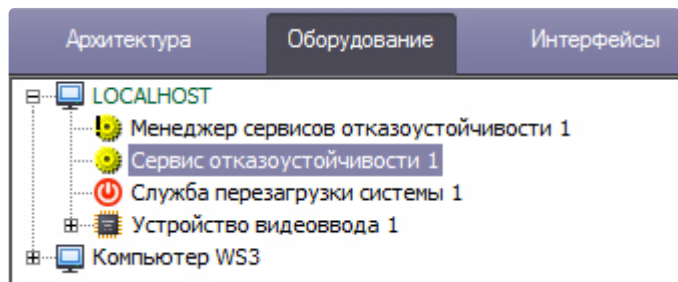 Архитектура Оборудование Интерфейсы
LOCALHOST
Менеджер сервисов отказоустойчивости 1
Сервис отказоустойчивости 1
Служба перезагрузки системы 1
Устройство видеоввода 1
Компьютер WS3